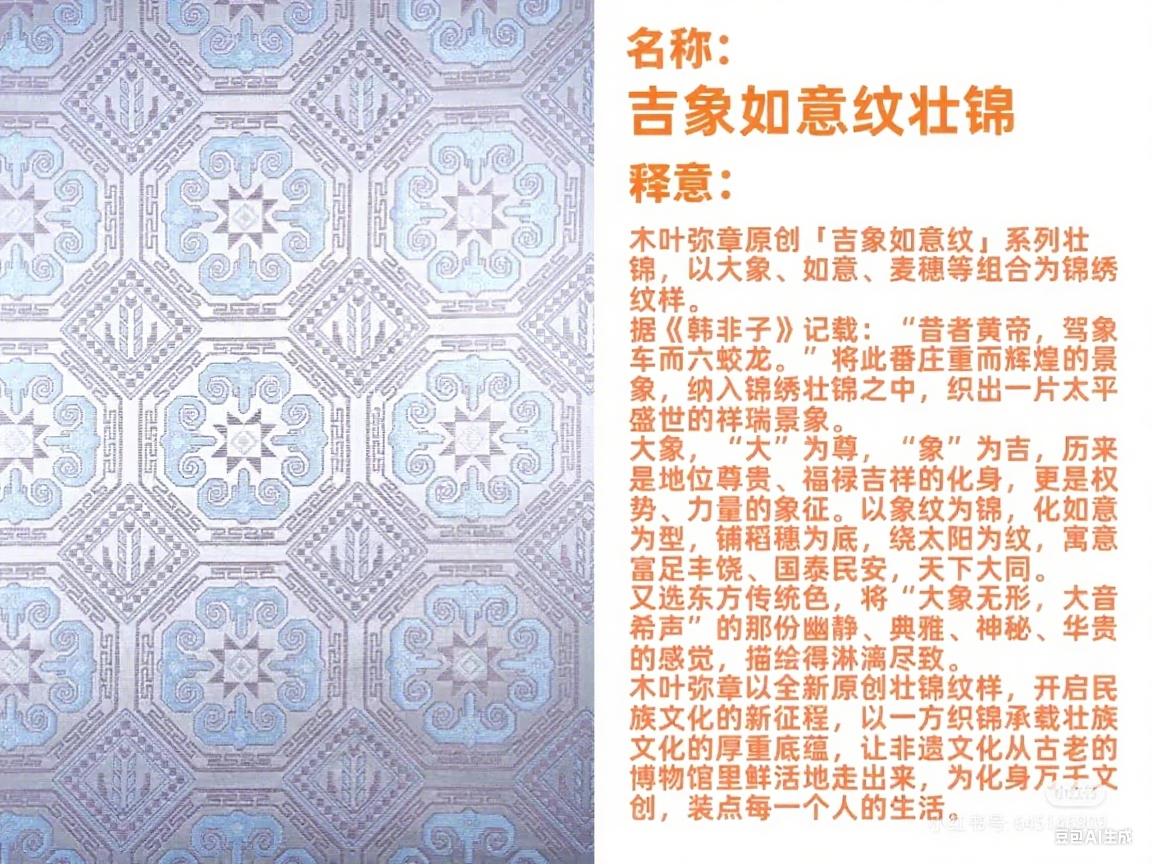 名称：
吉象如意纹壮锦
释意：
木叶弥章原创「吉象如意纹」系列壮
锦，以大象、如意、麦穗等组合为锦绣
纹样。
据《韩非子》记载：“昔者黄帝，驾象
车而六蛟龙。”将此番庄重而辉煌的景
象，纳入锦绣壮锦之中，织出一片太平
盛世的祥瑞景象。
大象，“大”为尊，“象”为吉，历来
是地位尊贵、福禄吉祥的化身，更是权
势、力量的象征。以象纹为锦，化如意
为型，铺稻穗为底，绕太阳为纹，寓意
富足丰饶、国泰民安，天下大同。
又选东方传统色，将“大象无形，大音
希声”的那份幽静、典雅、神秘、华贵
的感觉，描绘得淋漓尽致。
木叶弥章以全新原创壮锦纹样，开启民
族文化的新征程，以一方织锦承载壮族
文化的厚重底蕴，让非遗文化从古老的
博物馆里鲜活地走出来，为化身万千文
创，装点每一个人的生活。
小红书
小红书号
豆包AI生成